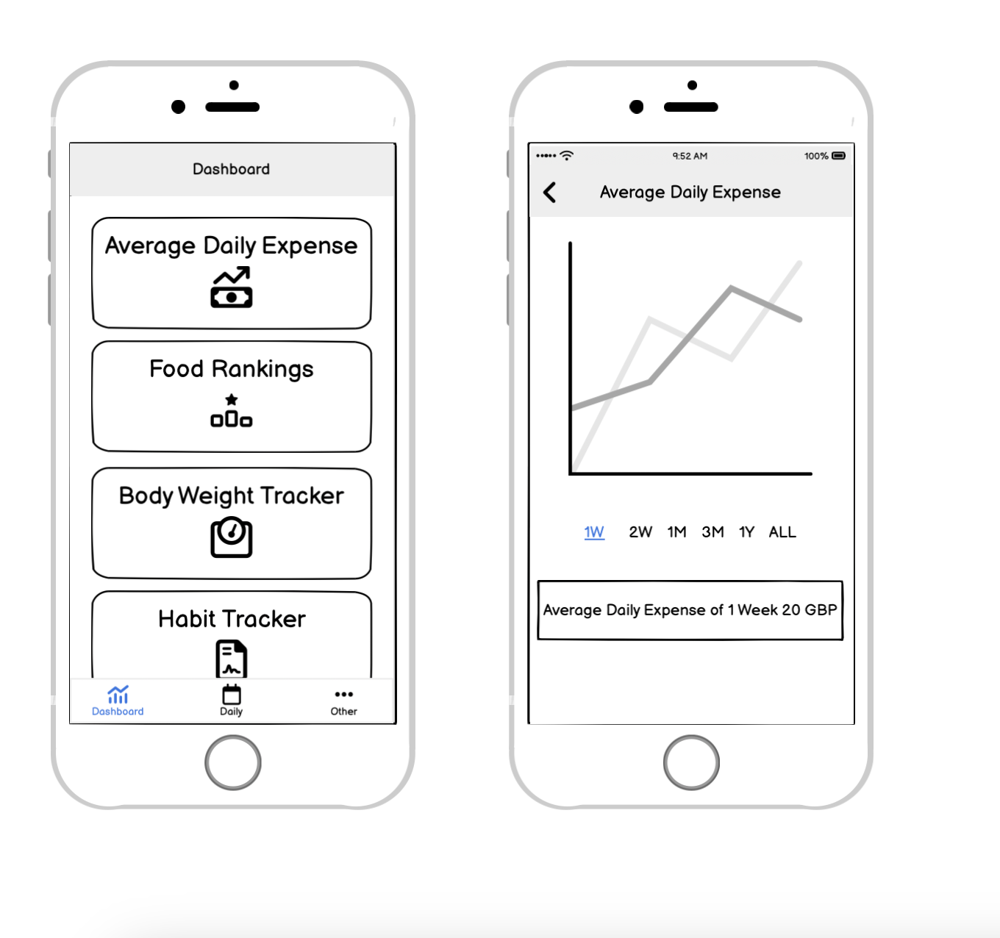 Dashboard
Average Daily Expense
Food Rankings
Body Weight Tracker
Habit Tracker
Dashboard Daily Other
9:52 AM 100%
Average Daily Expense
1W 2W 1M 3M 1Y ALL
Average Daily Expense of 1 Week 20 GBP